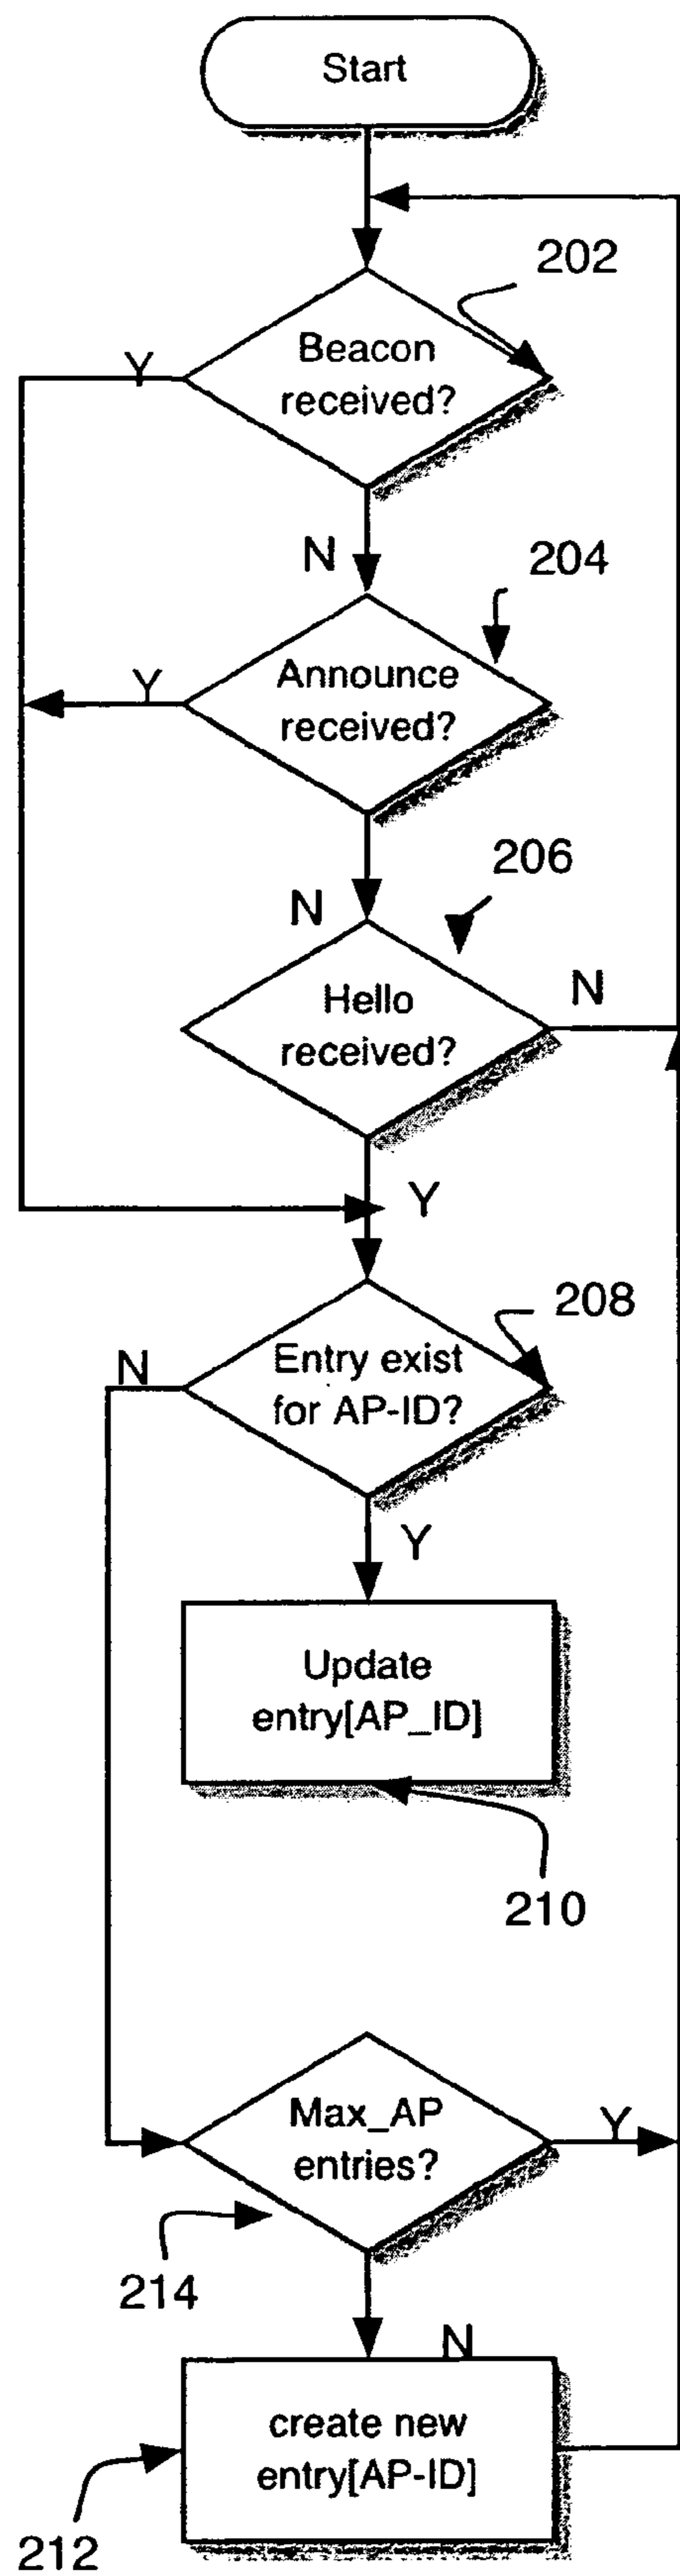 Start
202
Beacon
received?
Y
N
204
Announce
received?
Y
N
206
Hello
received?
N
Y
208
Entry exist
for AP-ID?
N
Y
Update
entry[AP_ID]
210
Max_AP
entries?
Y
214
N
create new
entry[AP-ID]
212